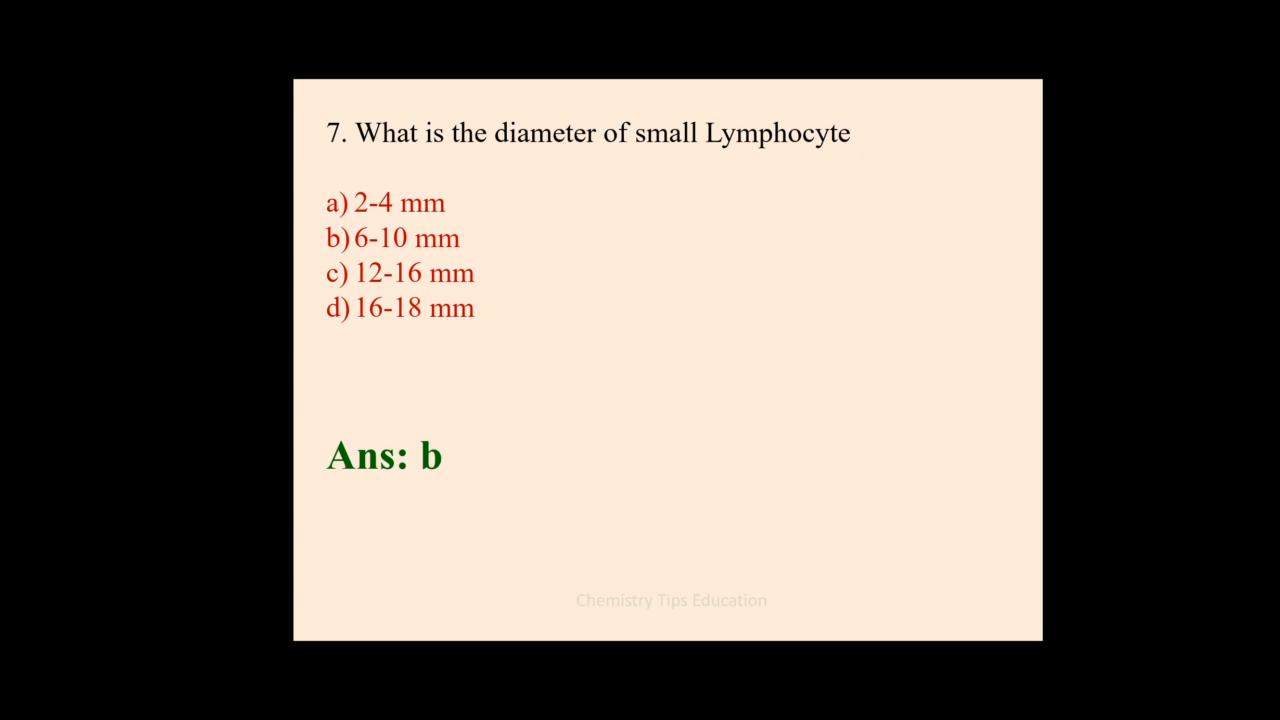 7. What is the diameter of small Lymphocyte
a) 2-4 mm
b) 6-10 mm
c) 12-16 mm
d) 16-18 mm
Ans: b
Chemistry Tips Education